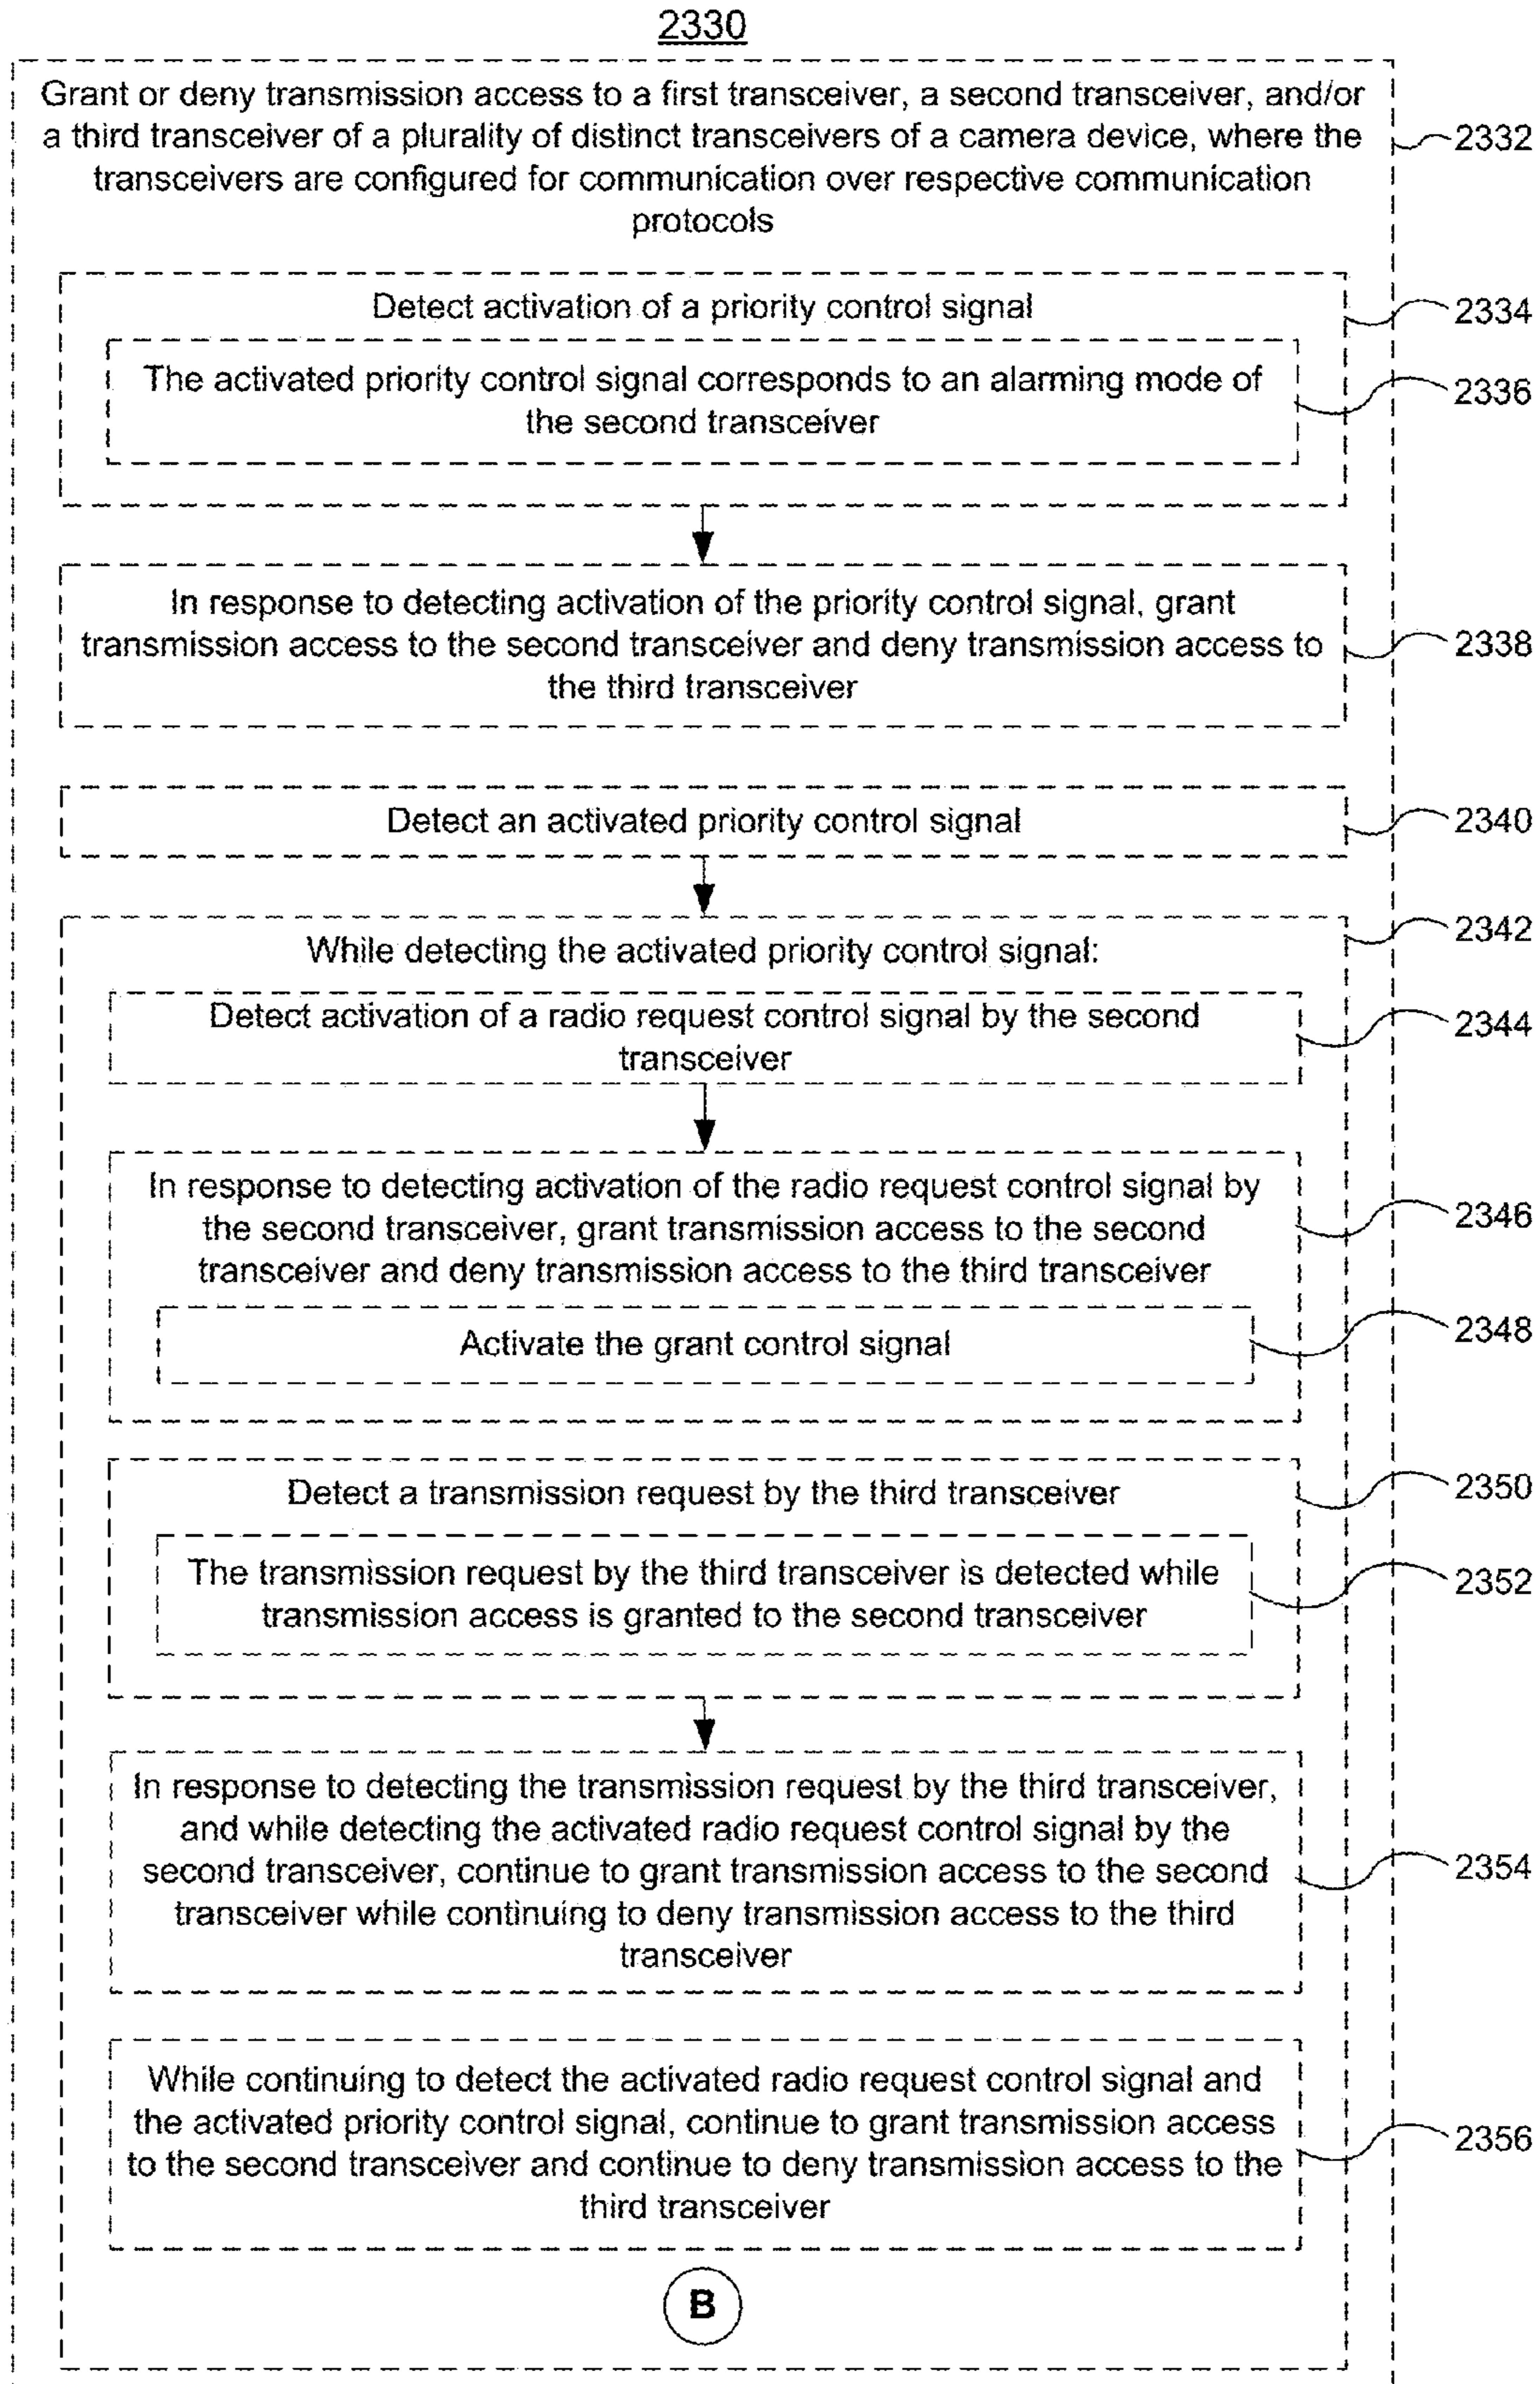 2330
Grant or deny transmission access to a first transceiver, a second transceiver, and/or
a third transceiver of a plurality of distinct transceivers of a camera device, where the
transceivers are configured for communication over respective communication
protocols
2332
Detect activation of a priority control signal
2334
The activated priority control signal corresponds to an alarming mode of
the second transceiver
2336
In response to detecting activation of the priority control signal, grant
transmission access to the second transceiver and deny transmission access to
the third transceiver
2338
Detect an activated priority control signal
2340
While detecting the activated priority control signal:
2342
Detect activation of a radio request control signal by the second
transceiver
2344
In response to detecting activation of the radio request control signal by
the second transceiver, grant transmission access to the second
transceiver and deny transmission access to the third transceiver
2346
Activate the grant control signal
2348
Detect a transmission request by the third transceiver
2350
The transmission request by the third transceiver is detected while
transmission access is granted to the second transceiver
2352
In response to detecting the transmission request by the third transceiver,
and while detecting the activated radio request control signal by the
second transceiver, continue to grant transmission access to the second
transceiver while continuing to deny transmission access to the third
transceiver
2354
While continuing to detect the activated radio request control signal and
the activated priority control signal, continue to grant transmission access
to the second transceiver and continue to deny transmission access to the
third transceiver
2356
B